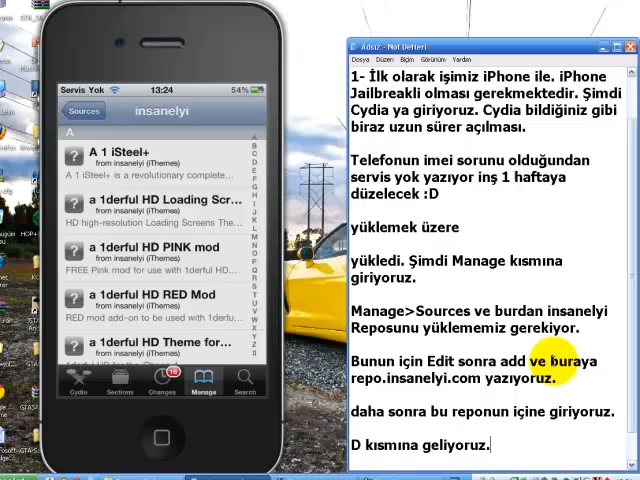 Servis Yok 13:24 54%
Sources insanelyi
A
A 1 iSteel+
from insanelyi (iThemes)
A 1 iSteel+ is a revolutionary complete...
a 1derful HD Loading Scr...
from insanelyi (iThemes)
HD high-resolution Loading Screens The...
a 1derful HD PINK mod
from insanelyi (iThemes)
FREE Pink mod for use with 1derful HD...
a 1derful HD RED Mod
from insanelyi (iThemes)
RED mod add-on to be used with 1derful...
a 1derful HD Theme for...
16
Cydia Sections Changes Manage Search
Adsız - Not Defteri
Dosya Düzen Biçim Görünüm Yardım
1- İlk olarak işimiz iPhone ile. iPhone
Jailbreakli olması gerekmektedir. Şimdi
Cydia ya giriyoruz. Cydia bildiğiniz gibi
biraz uzun sürer açılması.
Telefonun imei sorunu olduğundan
servis yok yazıyor inş 1 haftaya
düzelecek :D
yüklemek üzere
yükledi. Şimdi Manage kısmına
giriyoruz.
Manage>Sources ve burdan insanelyi
Reposunu yüklememiz gerekiyor.
Bunun için Edit sonra add ve buraya
repo.insanelyi.com yazıyoruz.
daha sonra bu reponun içine giriyoruz.
D kısmına geliyoruz.